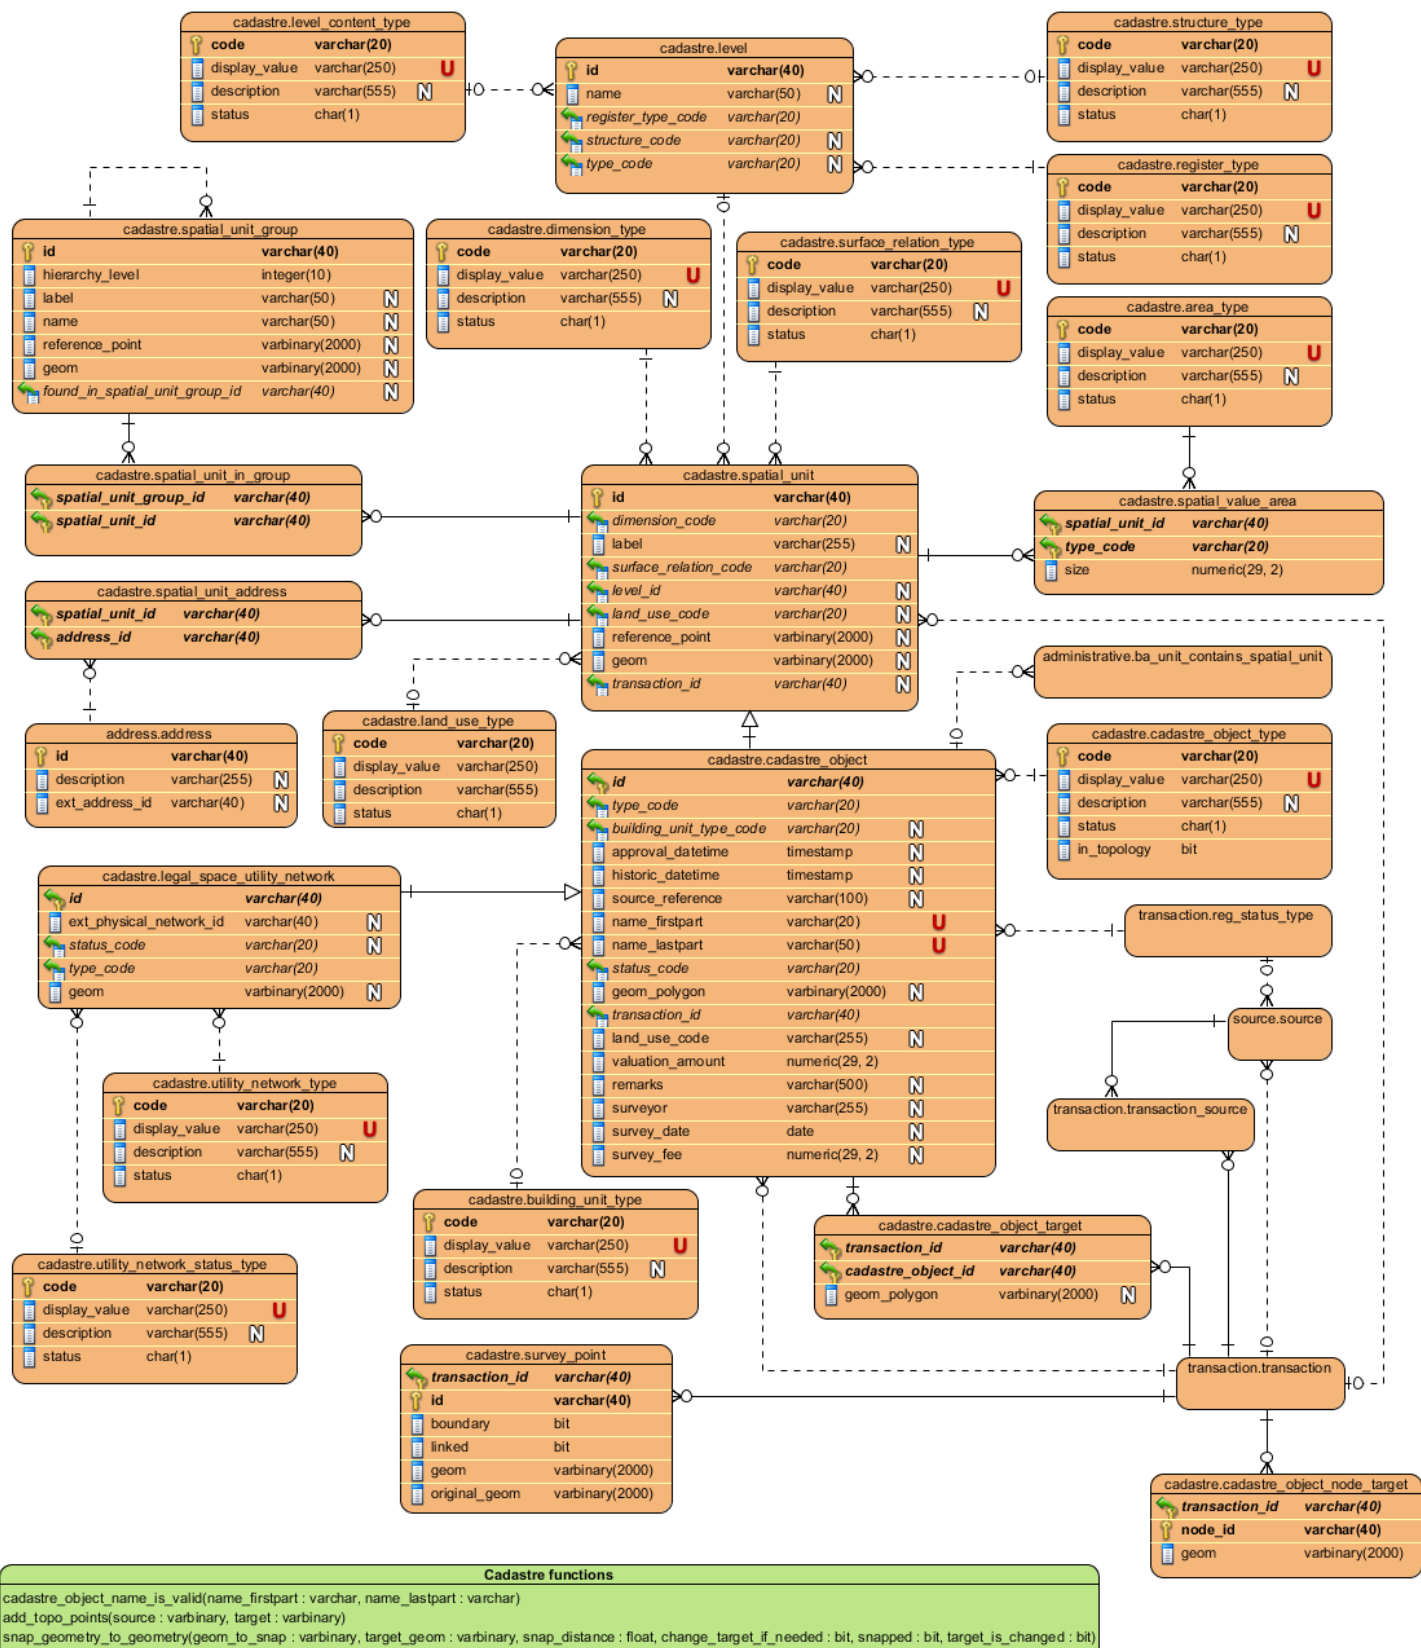 cadastre.level_content_type
code varchar(20)
display_value varchar(250) U
description varchar(555) N
status char(1)
cadastre.level
id varchar(40)
name varchar(50) N
register_type_code varchar(20)
structure_code varchar(20) N
type_code varchar(20) N
cadastre.structure_type
code varchar(20)
display_value varchar(250) U
description varchar(555) N
status char(1)
cadastre.register_type
code varchar(20)
display_value varchar(250) U
description varchar(555) N
status char(1)
cadastre.spatial_unit_group
id varchar(40)
hierarchy_level integer(10)
label varchar(50) N
name varchar(50) N
reference_point varbinary(2000) N
geom varbinary(2000) N
found_in_spatial_unit_group_id varchar(40) N
cadastre.dimension_type
code varchar(20)
display_value varchar(250) U
description varchar(555) N
status char(1)
cadastre.surface_relation_type
code varchar(20)
display_value varchar(250) U
description varchar(555) N
status char(1)
cadastre.area_type
code varchar(20)
display_value varchar(250) U
description varchar(555) N
status char(1)
cadastre.spatial_unit_in_group
spatial_unit_group_id varchar(40)
spatial_unit_id varchar(40)
cadastre.spatial_unit
id varchar(40)
dimension_code varchar(20)
label varchar(255) N
surface_relation_code varchar(20)
level_id varchar(40) N
land_use_code varchar(20) N
reference_point varbinary(2000) N
geom varbinary(2000) N
transaction_id varchar(40) N
cadastre.spatial_value_area
spatial_unit_id varchar(40)
type_code varchar(20)
size numeric(29, 2)
cadastre.spatial_unit_address
spatial_unit_id varchar(40)
address_id varchar(40)
administrative.ba_unit_contains_spatial_unit
address.address
id varchar(40)
description varchar(255) N
ext_address_id varchar(40) N
cadastre.land_use_type
code varchar(20)
display_value varchar(250)
description varchar(555)
status char(1)
cadastre.cadastre_object
id varchar(40)
type_code varchar(20)
building_unit_type_code varchar(20) N
approval_datetime timestamp N
historic_datetime timestamp N
source_reference varchar(100) N
name_firstpart varchar(20) U
name_lastpart varchar(50) U
status_code varchar(20)
geom_polygon varbinary(2000) N
transaction_id varchar(40)
land_use_code varchar(255) N
valuation_amount numeric(29, 2)
remarks varchar(500) N
surveyor varchar(255) N
survey_date date N
survey_fee numeric(29, 2) N
cadastre.cadastre_object_type
code varchar(20)
display_value varchar(250) U
description varchar(555) N
status char(1)
in_topology bit
cadastre.legal_space_utility_network
id varchar(40)
ext_physical_network_id varchar(40) N
status_code varchar(20) N
type_code varchar(20)
geom varbinary(2000) N
transaction.reg_status_type
source.source
transaction.transaction_source
cadastre.utility_network_type
code varchar(20)
display_value varchar(250) U
description varchar(555) N
status char(1)
cadastre.building_unit_type
code varchar(20)
display_value varchar(250) U
description varchar(555) N
status char(1)
cadastre.cadastre_object_target
transaction_id varchar(40)
cadastre_object_id varchar(40)
geom_polygon varbinary(2000) N
cadastre.utility_network_status_type
code varchar(20)
display_value varchar(250) U
description varchar(555) N
status char(1)
cadastre.survey_point
transaction_id varchar(40)
id varchar(40)
boundary bit
linked bit
geom varbinary(2000)
original_geom varbinary(2000)
transaction.transaction
cadastre.cadastre_object_node_target
transaction_id varchar(40)
node_id varchar(40)
geom varbinary(2000)
Cadastre functions
cadastre_object_name_is_valid(name_firstpart : varchar, name_lastpart : varchar)
add_topo_points(source : varbinary, target : varbinary)
snap_geometry_to_geometry(geom_to_snap : varbinary, target_geom : varbinary, snap_distance : float, change_target_if_needed : bit, snapped : bit, target_is_changed : bit)